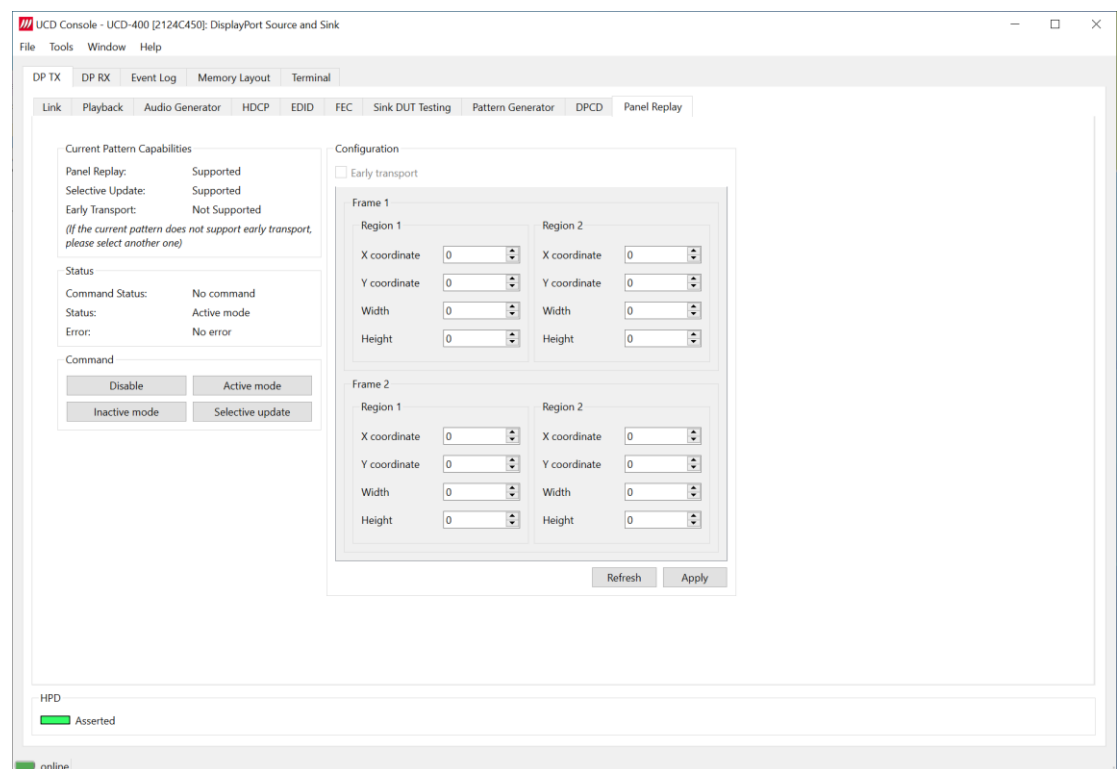 UCD Console - UCD-400 [2124C450]: DisplayPort Source and Sink
File Tools Window Help
DP TX DP RX Event Log Memory Layout Terminal
Link Playback Audio Generator HDCP EDID FEC Sink DUT Testing Pattern Generator DPCD Panel Replay
Current Pattern Capabilities
Panel Replay: Supported
Selective Update: Supported
Early Transport: Not Supported
(If the current pattern does not support early transport,
please select another one)
Status
Command Status: No command
Status: Active mode
Error: No error
Command
Disable Active mode
Inactive mode Selective update
Configuration
Early transport
Frame 1
Region 1 Region 2
X coordinate 0 X coordinate 0
Y coordinate 0 Y coordinate 0
Width 0 Width 0
Height 0 Height 0
Frame 2
Region 1 Region 2
X coordinate 0 X coordinate 0
Y coordinate 0 Y coordinate 0
Width 0 Width 0
Height 0 Height 0
Refresh Apply
HPD
Asserted
online